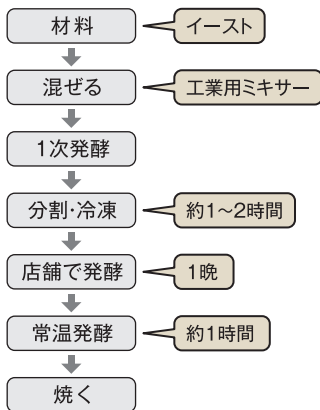 材料
イースト
混ぜる
工業用ミキサー
1次発酵
分割・冷凍
約1〜2時間
店舗で発酵
1晩
常温発酵
約1時間
焼く